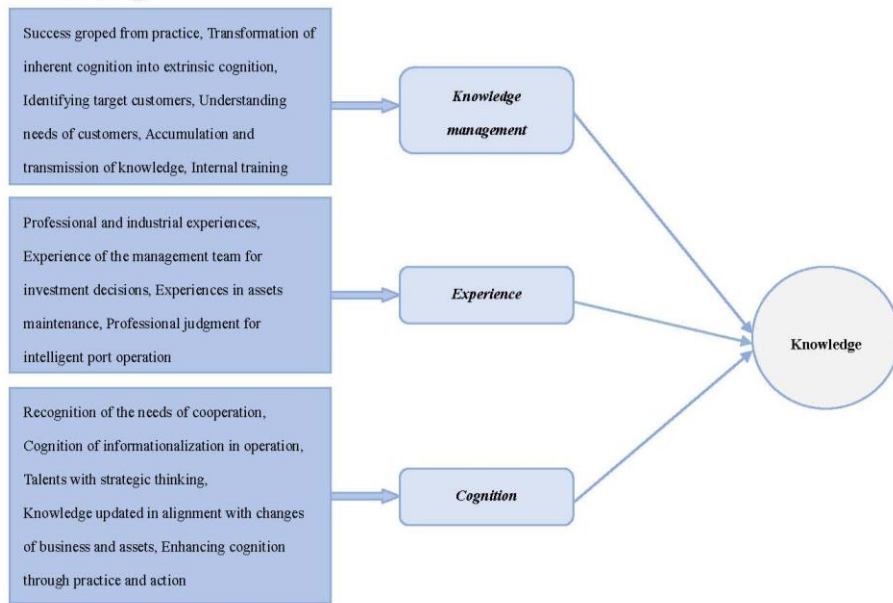 Success groped from practice, Transformation of
inherent cognition into extrinsic cognition,
Identifying target customers, Understanding
needs of customers, Accumulation and
transmission of knowledge, Internal training
Knowledge
management
Professional and industrial experiences,
Experience of the management team for
investment decisions, Experiences in assets
maintenance, Professional judgment for
intelligent port operation
Experience
Knowledge
Recognition of the needs of cooperation,
Cognition of informationalization in operation,
Talents with strategic thinking,
Knowledge updated in alignment with changes
of business and assets, Enhancing cognition
through practice and action
Cognition